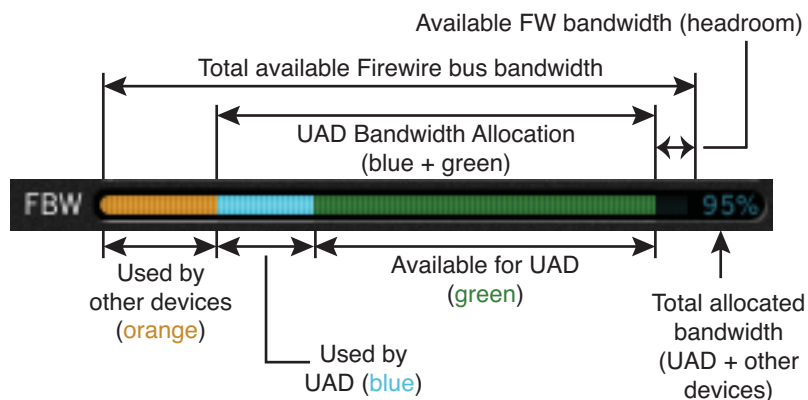 Available FW bandwidth (headroom)
Total available Firewire bus bandwidth
UAD Bandwidth Allocation
(blue + green)
FBW
95%
Used by
other devices
(orange)
Available for UAD
(green)
Total allocated
bandwidth
(UAD + other
devices)
Used by
UAD (blue)